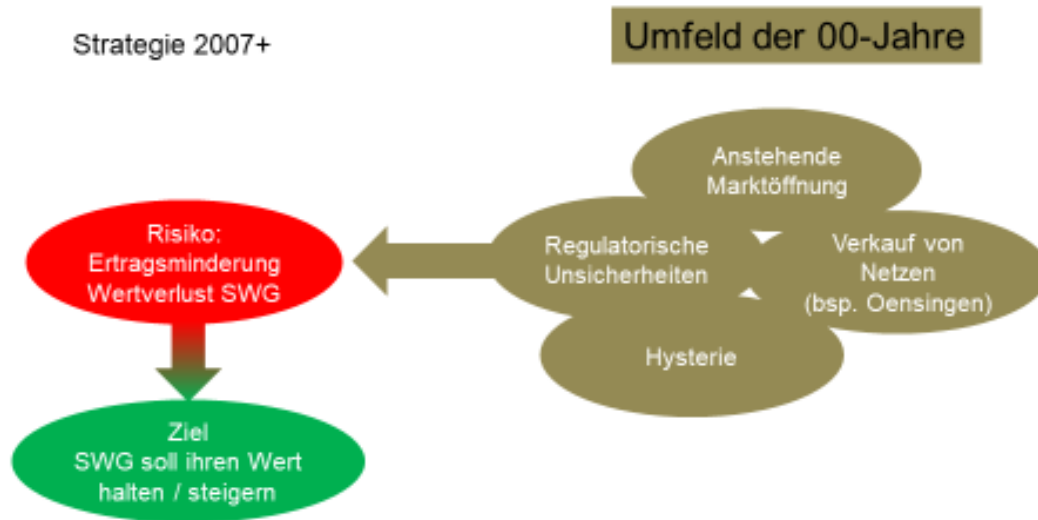 Strategie 2007+
Umfeld der 00-Jahre
Anstehende
Marktöffnung
Regulatorische
Unsicherheiten
Verkauf von
Netzen
(bsp. Oensingen)
Hysterie
Risiko:
Ertragsminderung
Wertverlust SWG
Ziel
SWG soll ihren Wert
halten / steigern